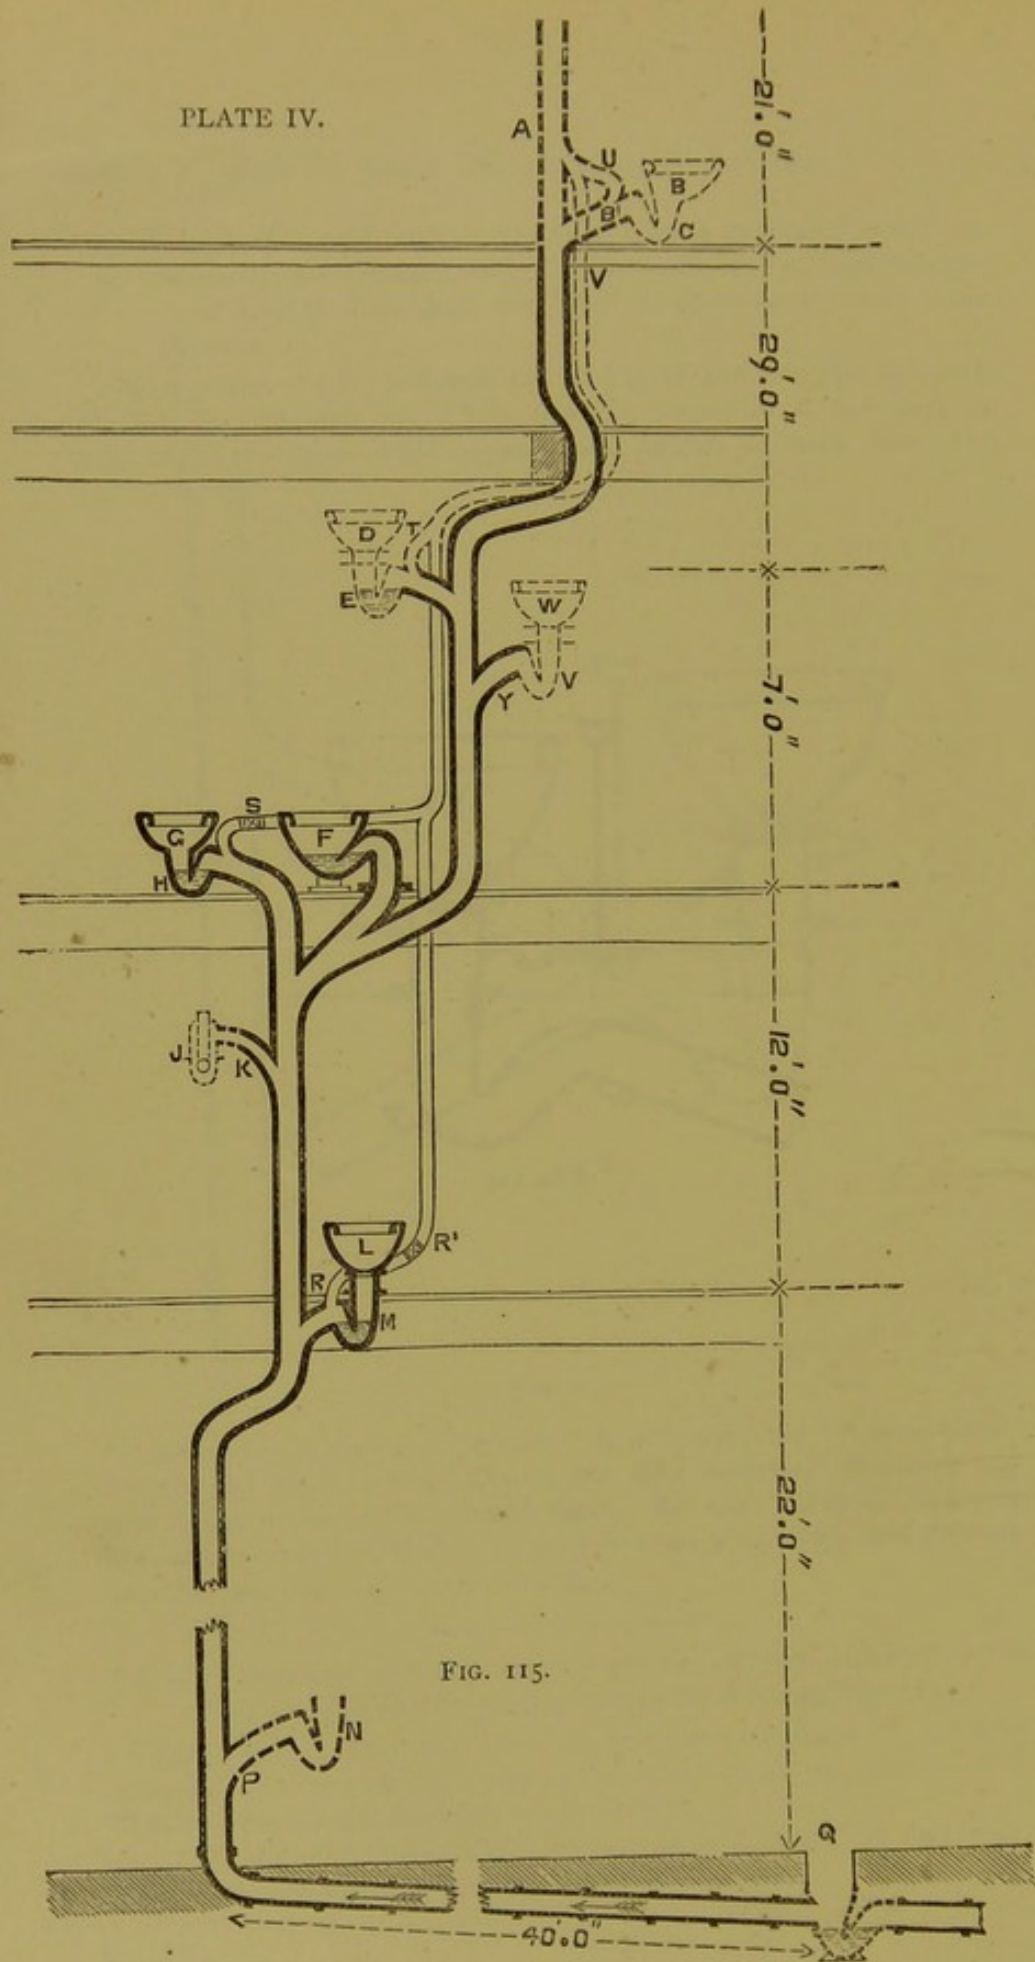 PLATE IV.
A
21'.0"
U
B
B
C
V
29'.0"
D
T
E
W
Y
V
7'.0"
S
G
F
H
J
K
12'.0"
L
R'
R
M
22'.0"
FIG. 115.
N
P
G
40'.0"